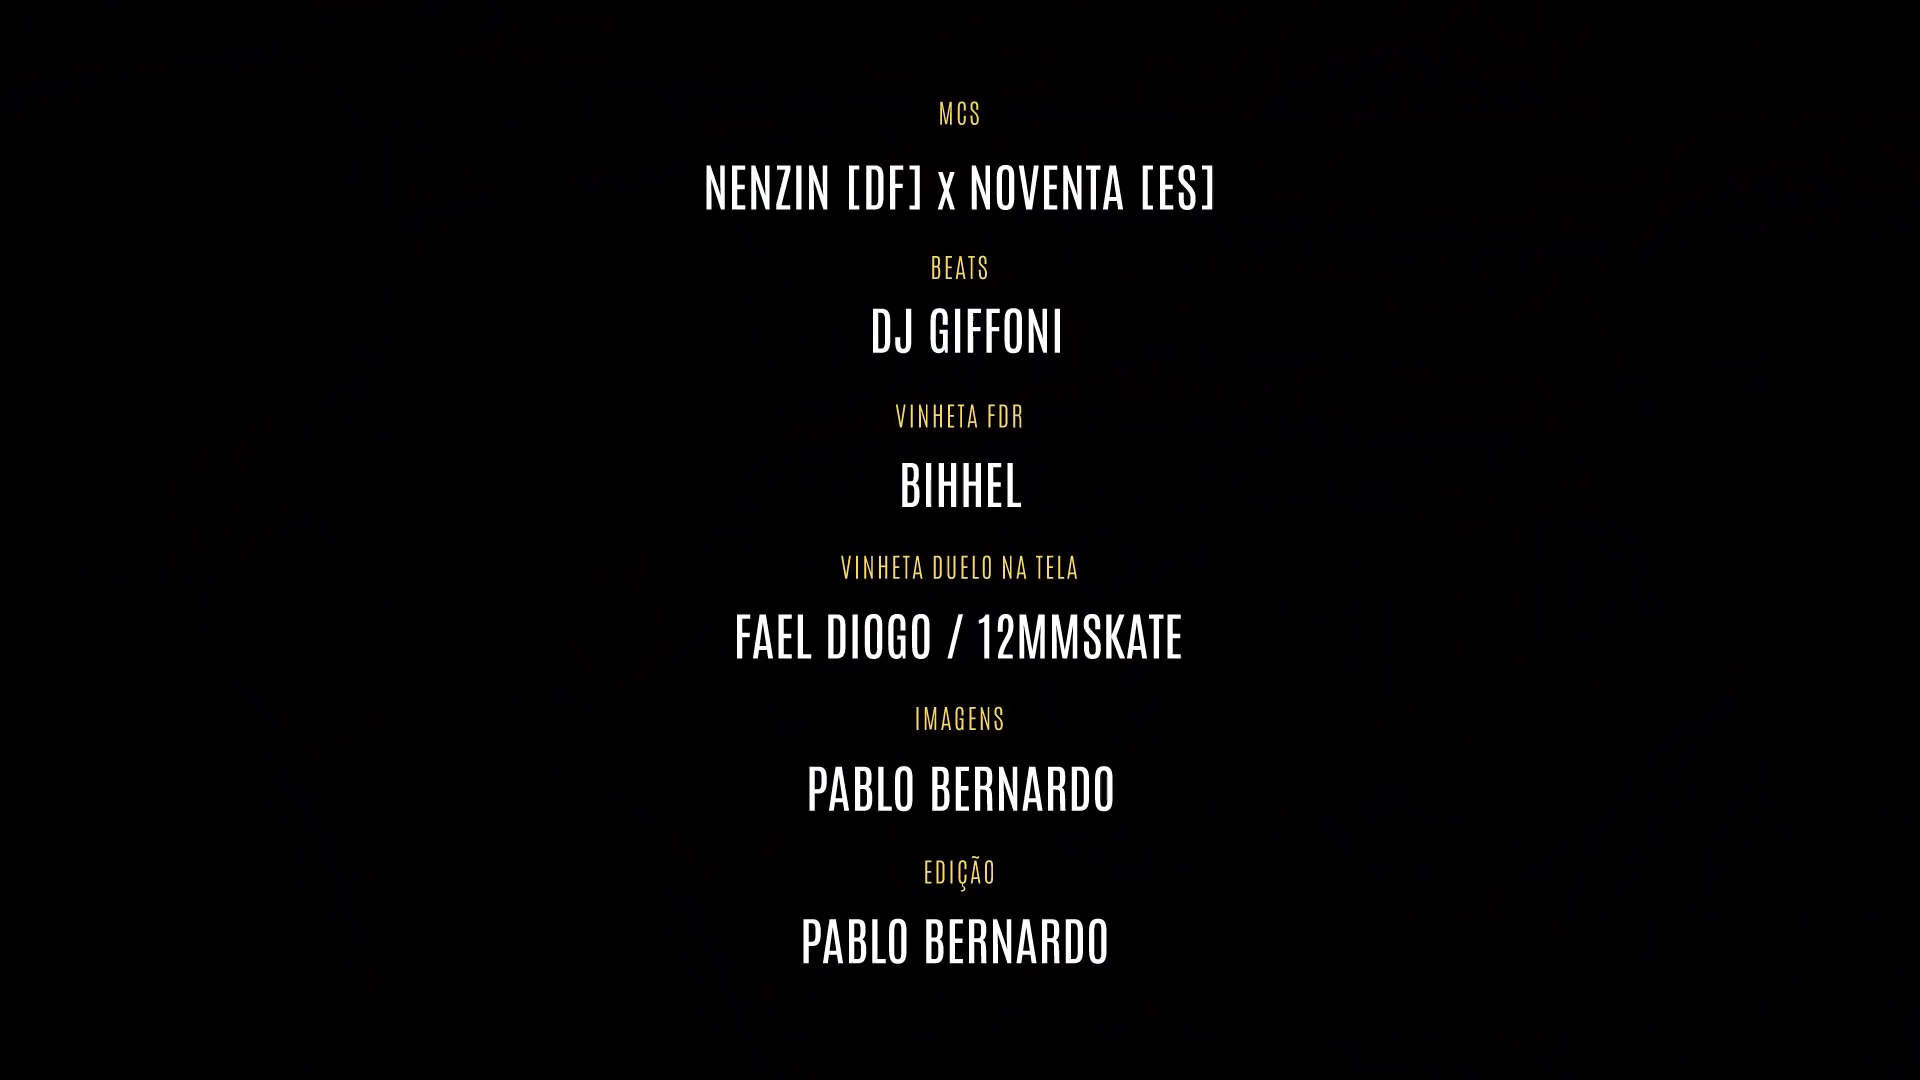 MCS
NENZIN [DF] X NOVENTA [ES]
BEATS
DJ GIFFONI
VINHETA FDR
BIHHEL
VINHETA DUELO NA TELA
FAEL DIOGO / 12MMSKATE
IMAGENS
PABLO BERNARDO
EDIÇÃO
PABLO BERNARDO